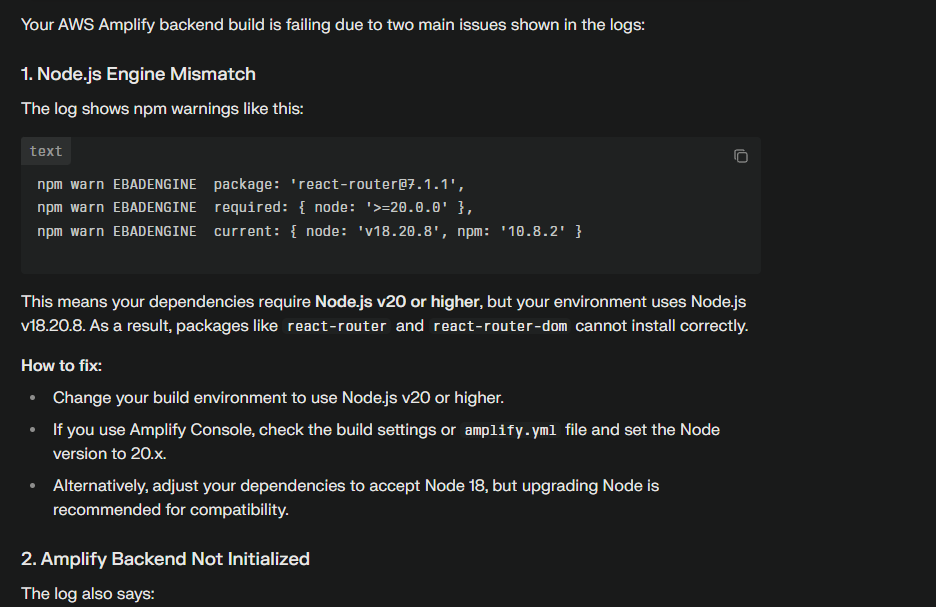 Your AWS Amplify backend build is failing due to two main issues shown in the logs:
1. Node.js Engine Mismatch
The log shows npm warnings like this:
text
npm warn EBADENGINE  package: 'react-router@7.1.1',
npm warn EBADENGINE  required: { node: '>=20.0.0' },
npm warn EBADENGINE  current: { node: 'v18.20.8', npm: '10.8.2' }
This means your dependencies require Node.js v20 or higher, but your environment uses Node.js
v18.20.8. As a result, packages like react-router and react-router-dom cannot install correctly.
How to fix:
• Change your build environment to use Node.js v20 or higher.
• If you use Amplify Console, check the build settings or amplify.yml file and set the Node
version to 20.x.
• Alternatively, adjust your dependencies to accept Node 18, but upgrading Node is
recommended for compatibility.
2. Amplify Backend Not Initialized
The log also says: